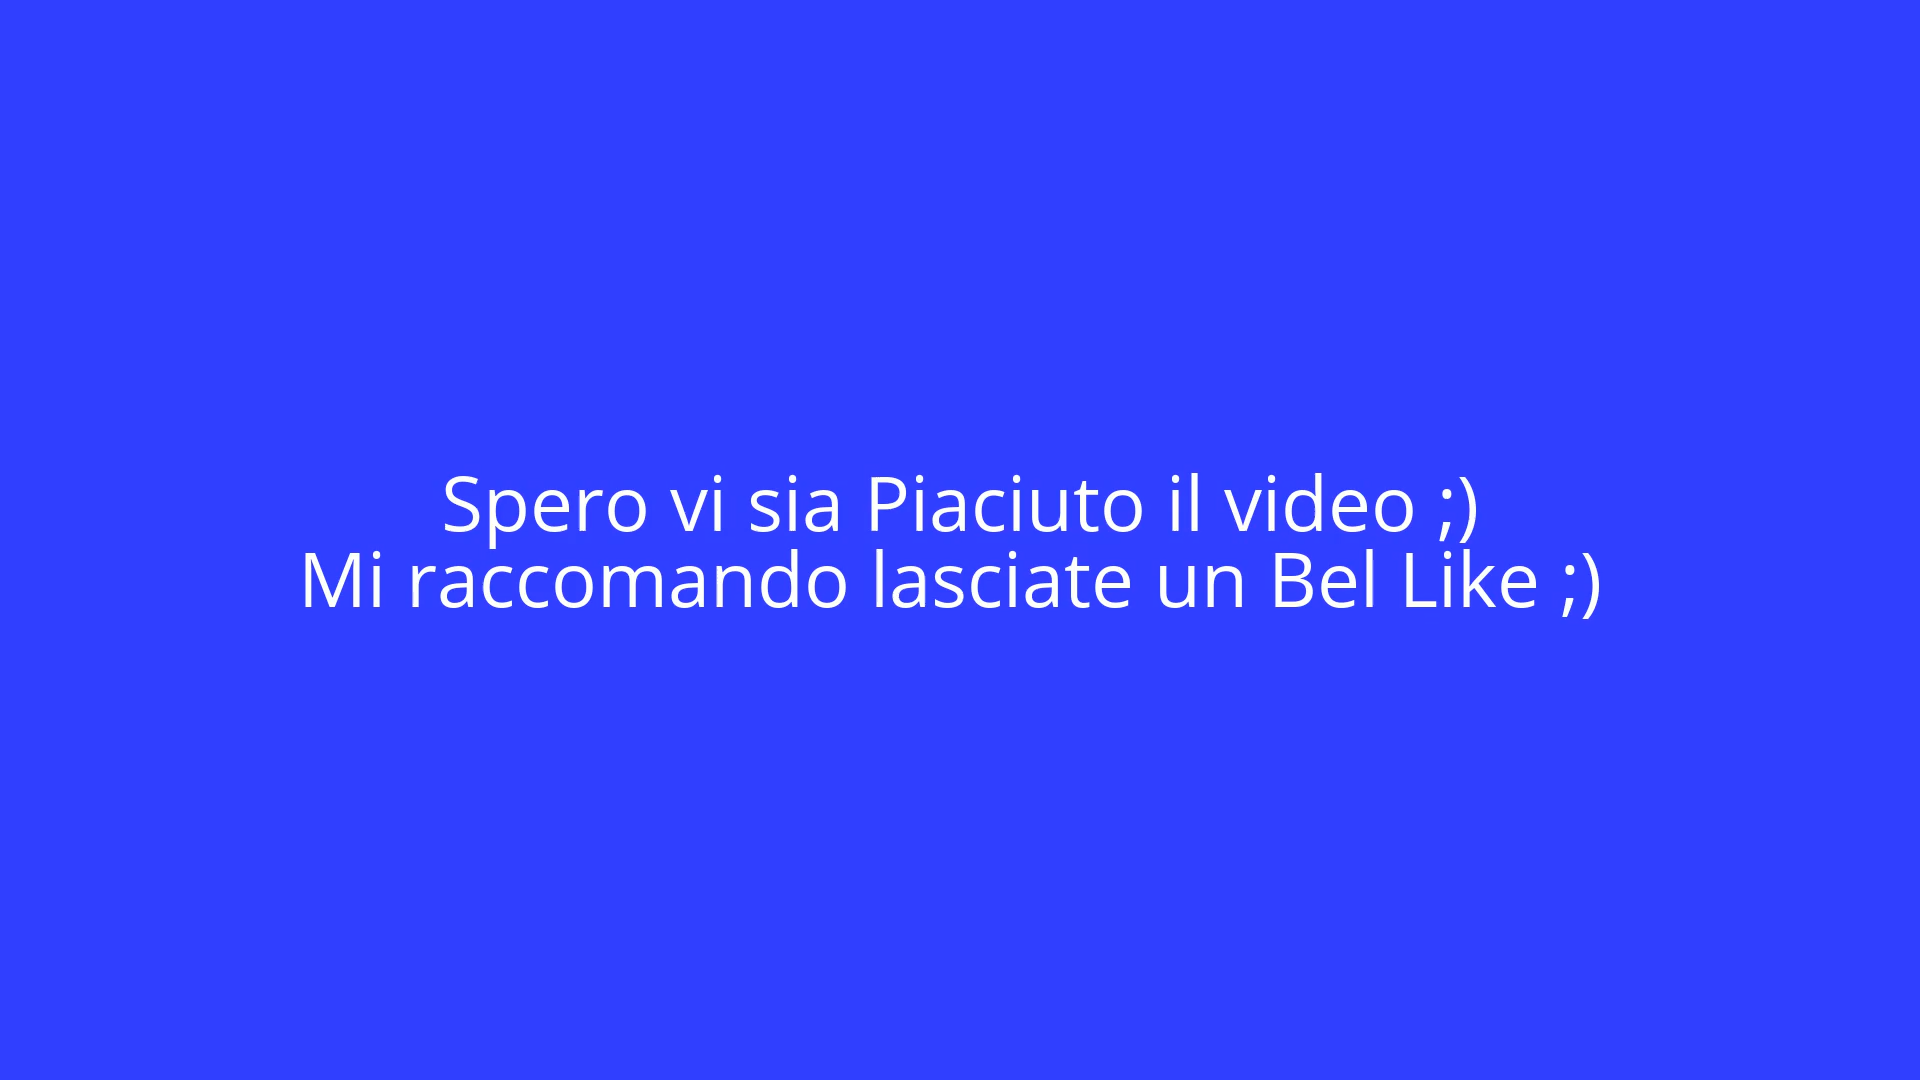 Spero vi sia Piaciuto il video ;)
Mi raccomando lasciate un Bel Like ;)